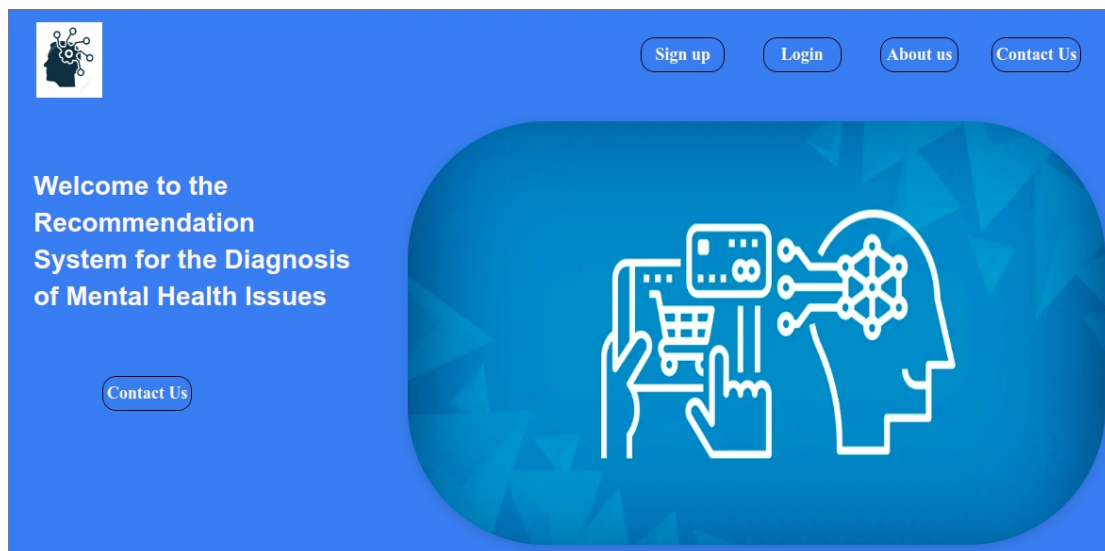 Sign up
Login
About us
Contact Us
Welcome to the
Recommendation
System for the Diagnosis
of Mental Health Issues
Contact Us